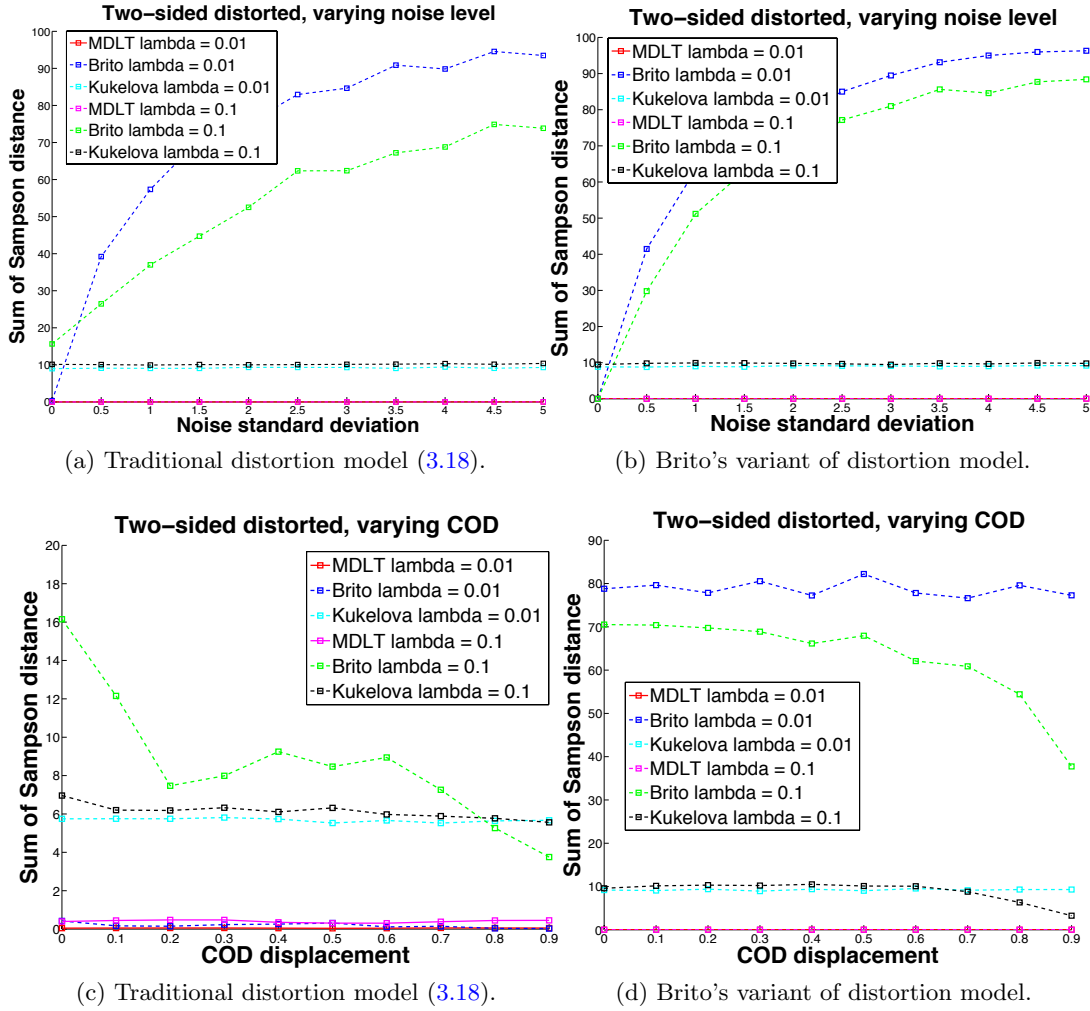 Two-sided distorted, varying noise level
100
90
80
70
60
50
40
30
20
10
0
Sum of Sampson distance
MDLT lambda = 0.01
Brito lambda = 0.01
Kukelova lambda = 0.01
MDLT lambda = 0.1
Brito lambda = 0.1
Kukelova lambda = 0.1
0 0.5 1 1.5 2 2.5 3 3.5 4 4.5 5
Noise standard deviation
(a) Traditional distortion model (3.18).
Two-sided distorted, varying noise level
100
90
80
70
60
50
40
30
20
10
0
Sum of Sampson distance
MDLT lambda = 0.01
Brito lambda = 0.01
Kukelova lambda = 0.01
MDLT lambda = 0.1
Brito lambda = 0.1
Kukelova lambda = 0.1
0 0.5 1 1.5 2 2.5 3 3.5 4 4.5 5
Noise standard deviation
(b) Brito's variant of distortion model.
Two-sided distorted, varying COD
20
18
16
14
12
10
8
6
4
2
0
Sum of Sampson distance
MDLT lambda = 0.01
Brito lambda = 0.01
Kukelova lambda = 0.01
MDLT lambda = 0.1
Brito lambda = 0.1
Kukelova lambda = 0.1
0 0.1 0.2 0.3 0.4 0.5 0.6 0.7 0.8 0.9
COD displacement
(c) Traditional distortion model (3.18).
Two-sided distorted, varying COD
90
80
70
60
50
40
30
20
10
0
Sum of Sampson distance
MDLT lambda = 0.01
Brito lambda = 0.01
Kukelova lambda = 0.01
MDLT lambda = 0.1
Brito lambda = 0.1
Kukelova lambda = 0.1
0 0.1 0.2 0.3 0.4 0.5 0.6 0.7 0.8 0.9
COD displacement
(d) Brito's variant of distortion model.